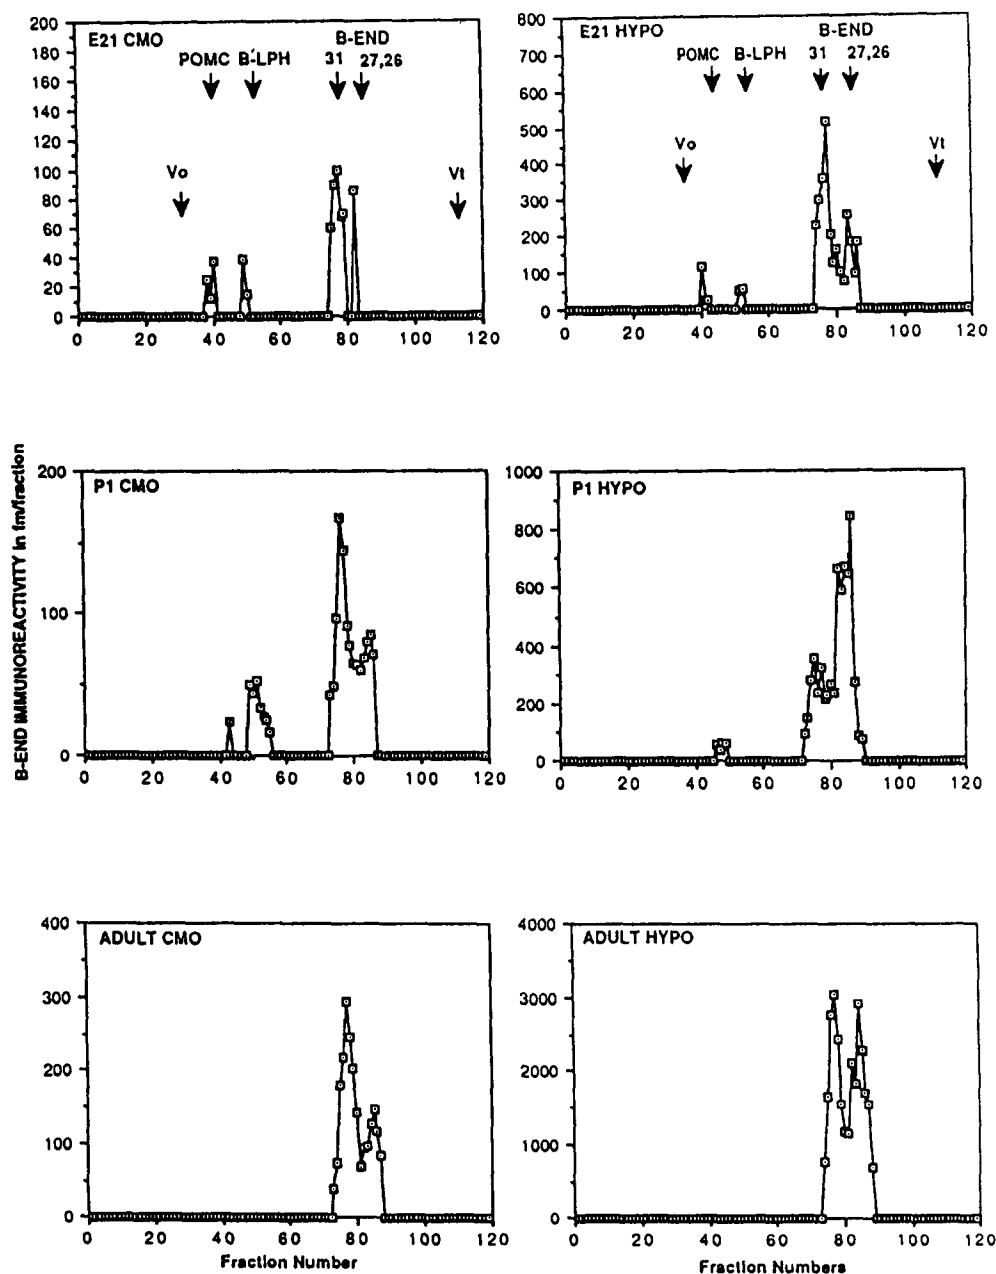 E21 CMO
B-END
POMC B-LPH 31 27,26
Vo
Vt
200
180
160
140
120
100
80
60
40
20
0
0 20 40 60 80 100 120
E21 HYPO
B-END
POMC B-LPH 31 27,26
Vo
Vt
800
700
600
500
400
300
200
100
0
0 20 40 60 80 100 120
B-END IMMUNOREACTIVITY in fm/fraction
P1 CMO
200
100
0
0 20 40 60 80 100 120
P1 HYPO
1000
800
600
400
200
0
0 20 40 60 80 100 120
ADULT CMO
400
300
200
100
0
0 20 40 60 80 100 120
Fraction Number
ADULT HYPO
4000
3000
2000
1000
0
0 20 40 60 80 100 120
Fraction Numbers